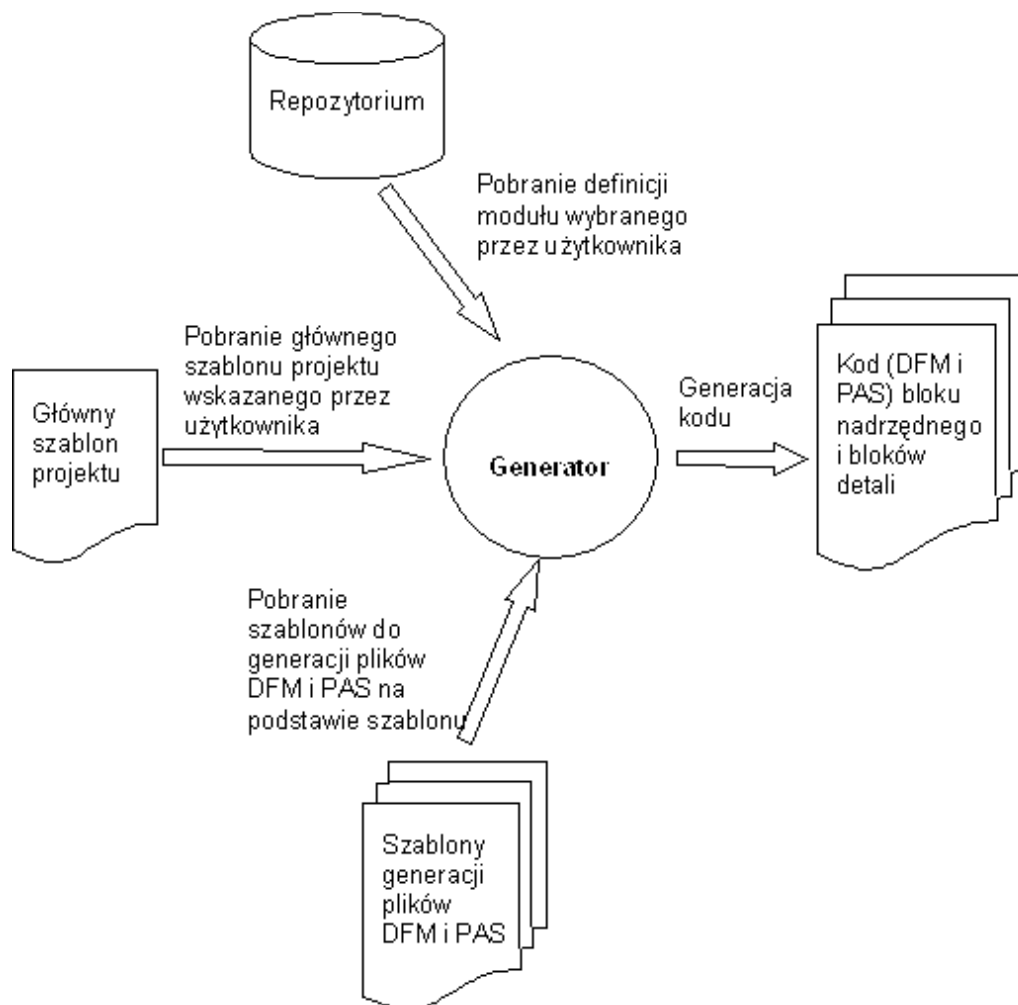 Repozytorium
Pobranie definicji
modułu wybranego
przez użytkownika
Pobranie głównego
szablonu projektu
wskazanego przez
użytkownika
Główny
szablon
projektu
Generator
Generacja
kodu
Kod (DFM i
PAS) bloku
nadrzędnego
i bloków
detali
Pobranie
szablonów do
generacji plików
DFM i PAS na
podstawie szablonu
Szablony
generacji
plików
DFM i PAS